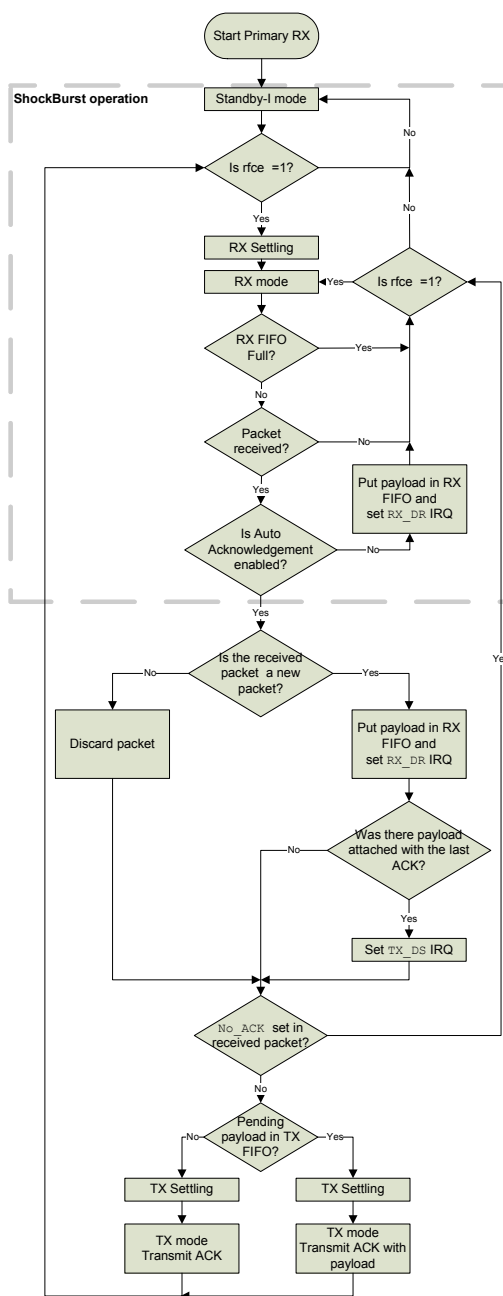 Start Primary RX
ShockBurst operation
Standby-I mode
No
Is rfce =1?
No
Yes
RX Settling
RX mode
Yes
Is rfce =1?
RX FIFO
Full?
Yes
No
Packet
received?
No
Yes
Put payload in RX
FIFO and
set RX_DR IRQ
Is Auto
Acknowledgement
enabled?
No
Yes
Is the received
packet a new
packet?
No
Yes
Discard packet
Put payload in RX
FIFO and
set RX_DR IRQ
Was there payload
attached with the last
ACK?
No
Yes
Set TX_DS IRQ
No_ACK set in
received packet?
No
Pending
payload in TX
FIFO?
No
Yes
TX Settling
TX Settling
TX mode
Transmit ACK
TX mode
Transmit ACK with
payload